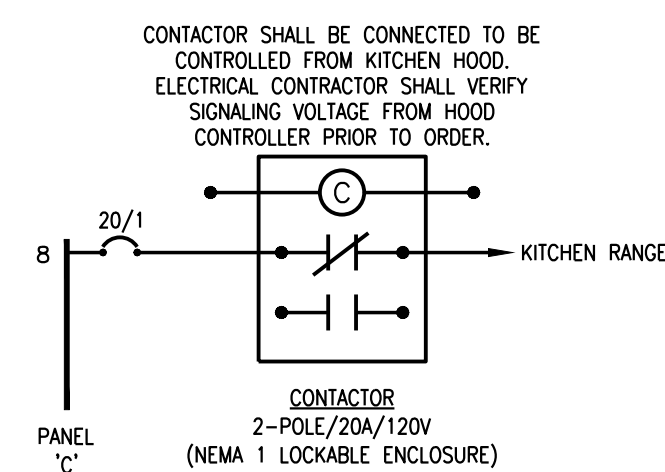 CONTACTOR SHALL BE CONNECTED TO BE
CONTROLLED FROM KITCHEN HOOD.
ELECTRICAL CONTRACTOR SHALL VERIFY
SIGNALING VOLTAGE FROM HOOD
CONTROLLER PRIOR TO ORDER.
C
20/1
8
KITCHEN RANGE
CONTACTOR
2-POLE/20A/120V
(NEMA 1 LOCKABLE ENCLOSURE)
PANEL
'C'